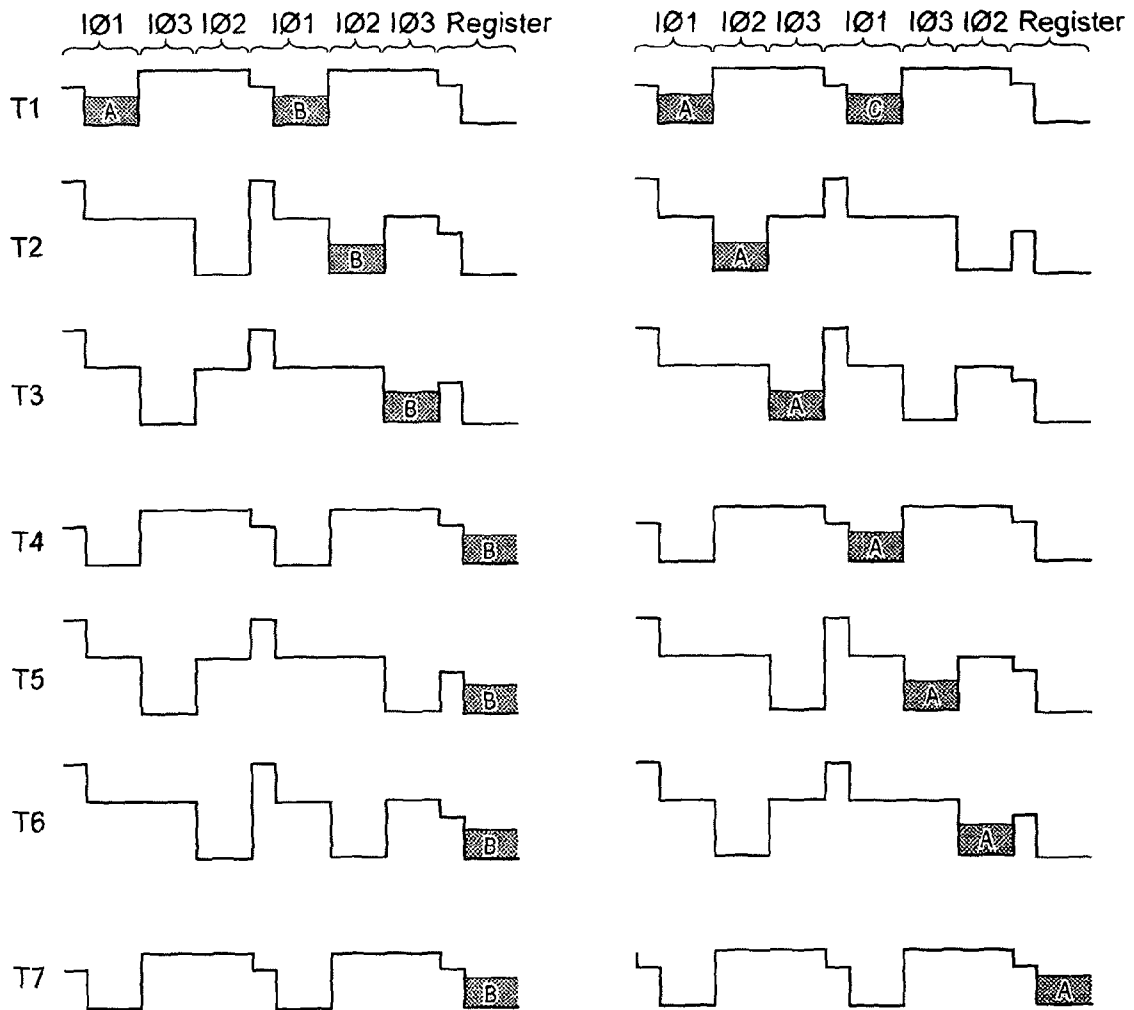 IØ1 IØ3 IØ2 IØ1 IØ2 IØ3 Register IØ1 IØ2 IØ3 IØ1 IØ3 IØ2 Register
T1 A B A C
T2 B A
T3 B A
T4 B A
T5 B A
T6 B A
T7 B A